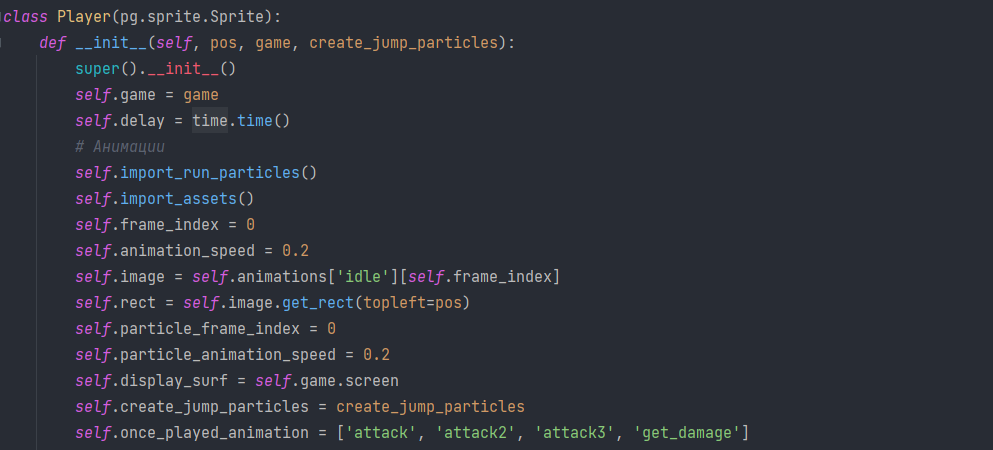 class Player(pg.sprite.Sprite):
def __init__(self, pos, game, create_jump_particles):
super().__init__()
self.game = game
self.delay = time.time()
# Анимации
self.import_run_particles()
self.import_assets()
self.frame_index = 0
self.animation_speed = 0.2
self.image = self.animations['idle'][self.frame_index]
self.rect = self.image.get_rect(topleft=pos)
self.particle_frame_index = 0
self.particle_animation_speed = 0.2
self.display_surf = self.game.screen
self.create_jump_particles = create_jump_particles
self.once_played_animation = ['attack', 'attack2', 'attack3', 'get_damage']